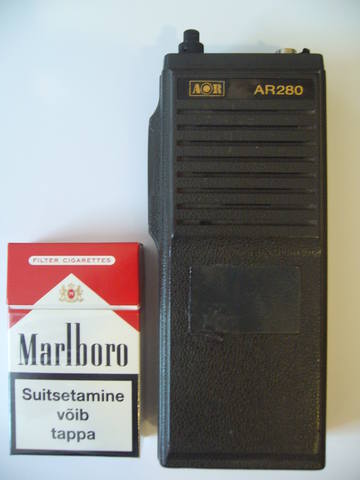 AOR
AR280
FILTER CIGARETTES
Marlboro
Suitsetamine
võib
tappa